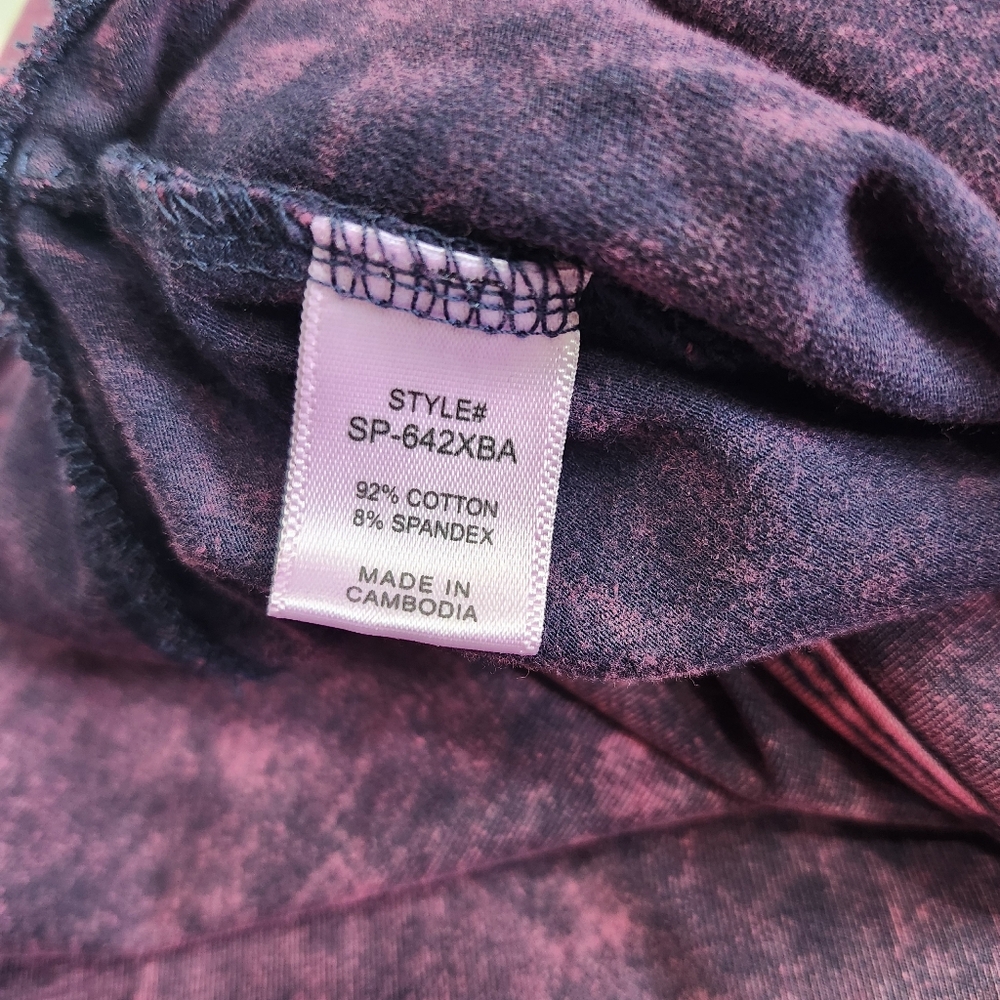 STYLE#
SP-642XBA
92% COTTON
8% SPANDEX
MADE IN
CAMBODIA